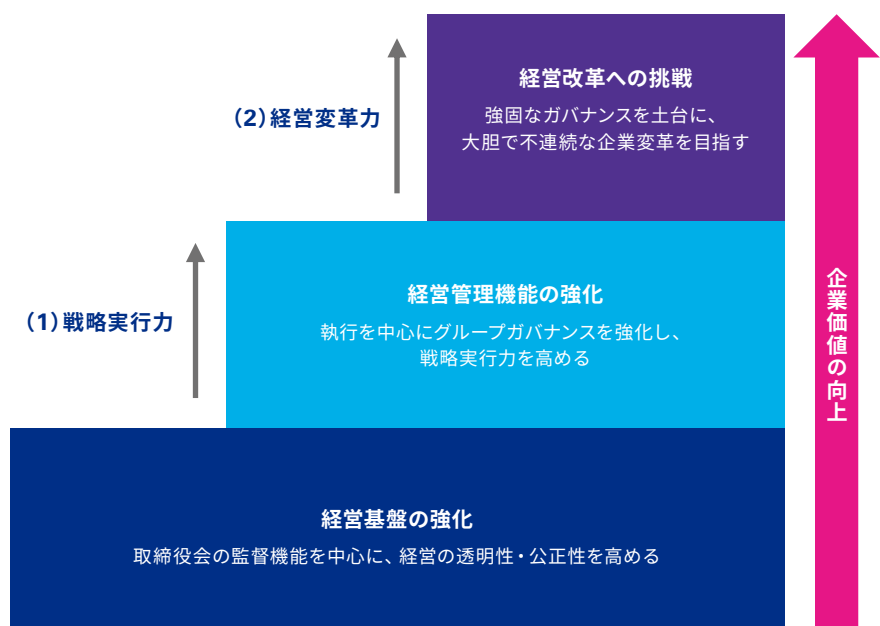 経営改革への挑戦
強固なガバナンスを土台に、
大胆で不連続な企業変革を目指す
(2)経営変革力
経営管理機能の強化
執行を中心にグループガバナンスを強化し、
戦略実行力を高める
(1)戦略実行力
経営基盤の強化
取締役会の監督機能を中心に、経営の透明性・公正性を高める
企業価値の向上